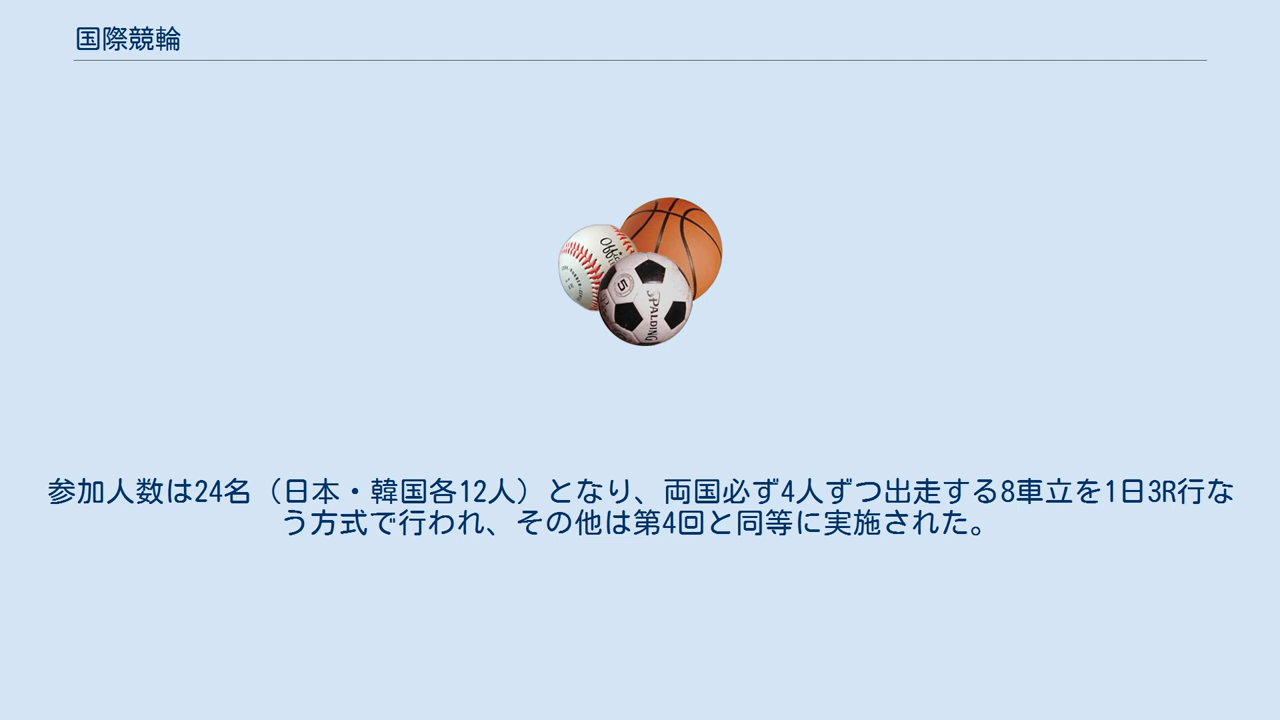 国際競輪
Offic
5
SPALDING
参加人数は24名（日本・韓国各12人）となり、両国必ず4人ずつ出走する8車立を1日3R行な
う方式で行われ、その他は第4回と同等に実施された。